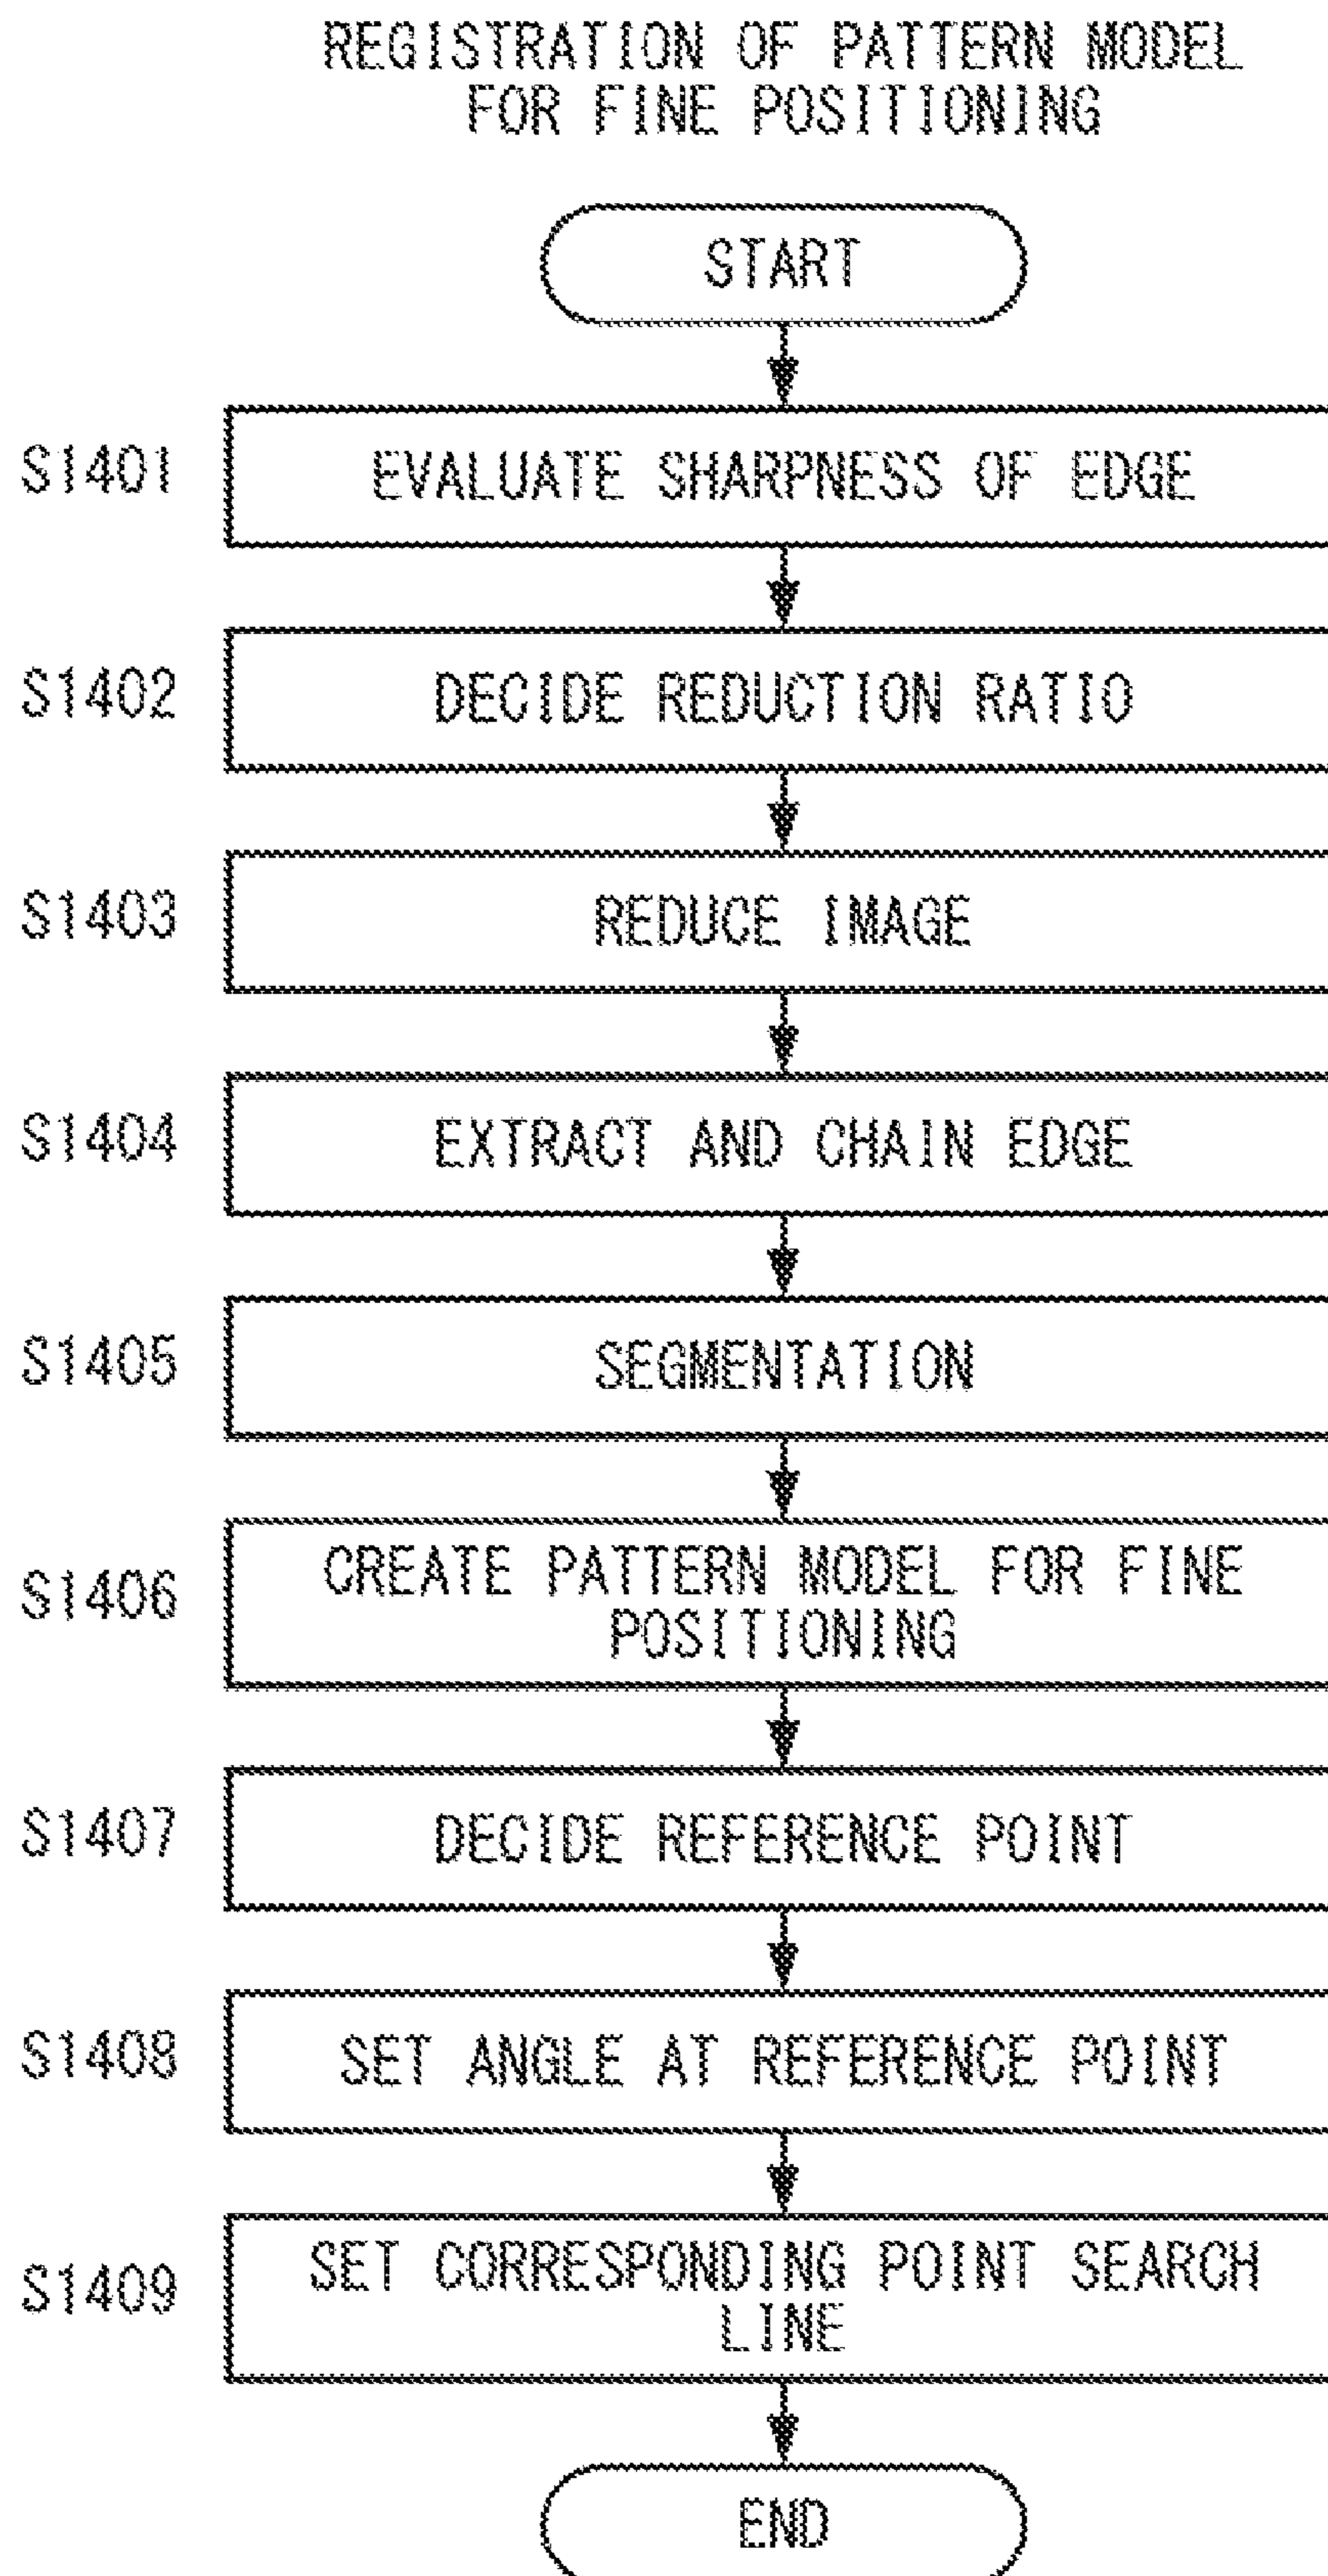 REGISTRATION OF PATTERN MODEL
FOR FINE POSITIONING
START
S1401
EVALUATE SHARPNESS OF EDGE
S1402
DECIDE REDUCTION RATIO
S1403
REDUCE IMAGE
S1404
EXTRACT AND CHAIN EDGE
S1405
SEGMENTATION
S1406
CREATE PATTERN MODEL FOR FINE
POSITIONING
S1407
DECIDE REFERENCE POINT
S1408
SET ANGLE AT REFERENCE POINT
S1409
SET CORRESPONDING POINT SEARCH
LINE
END